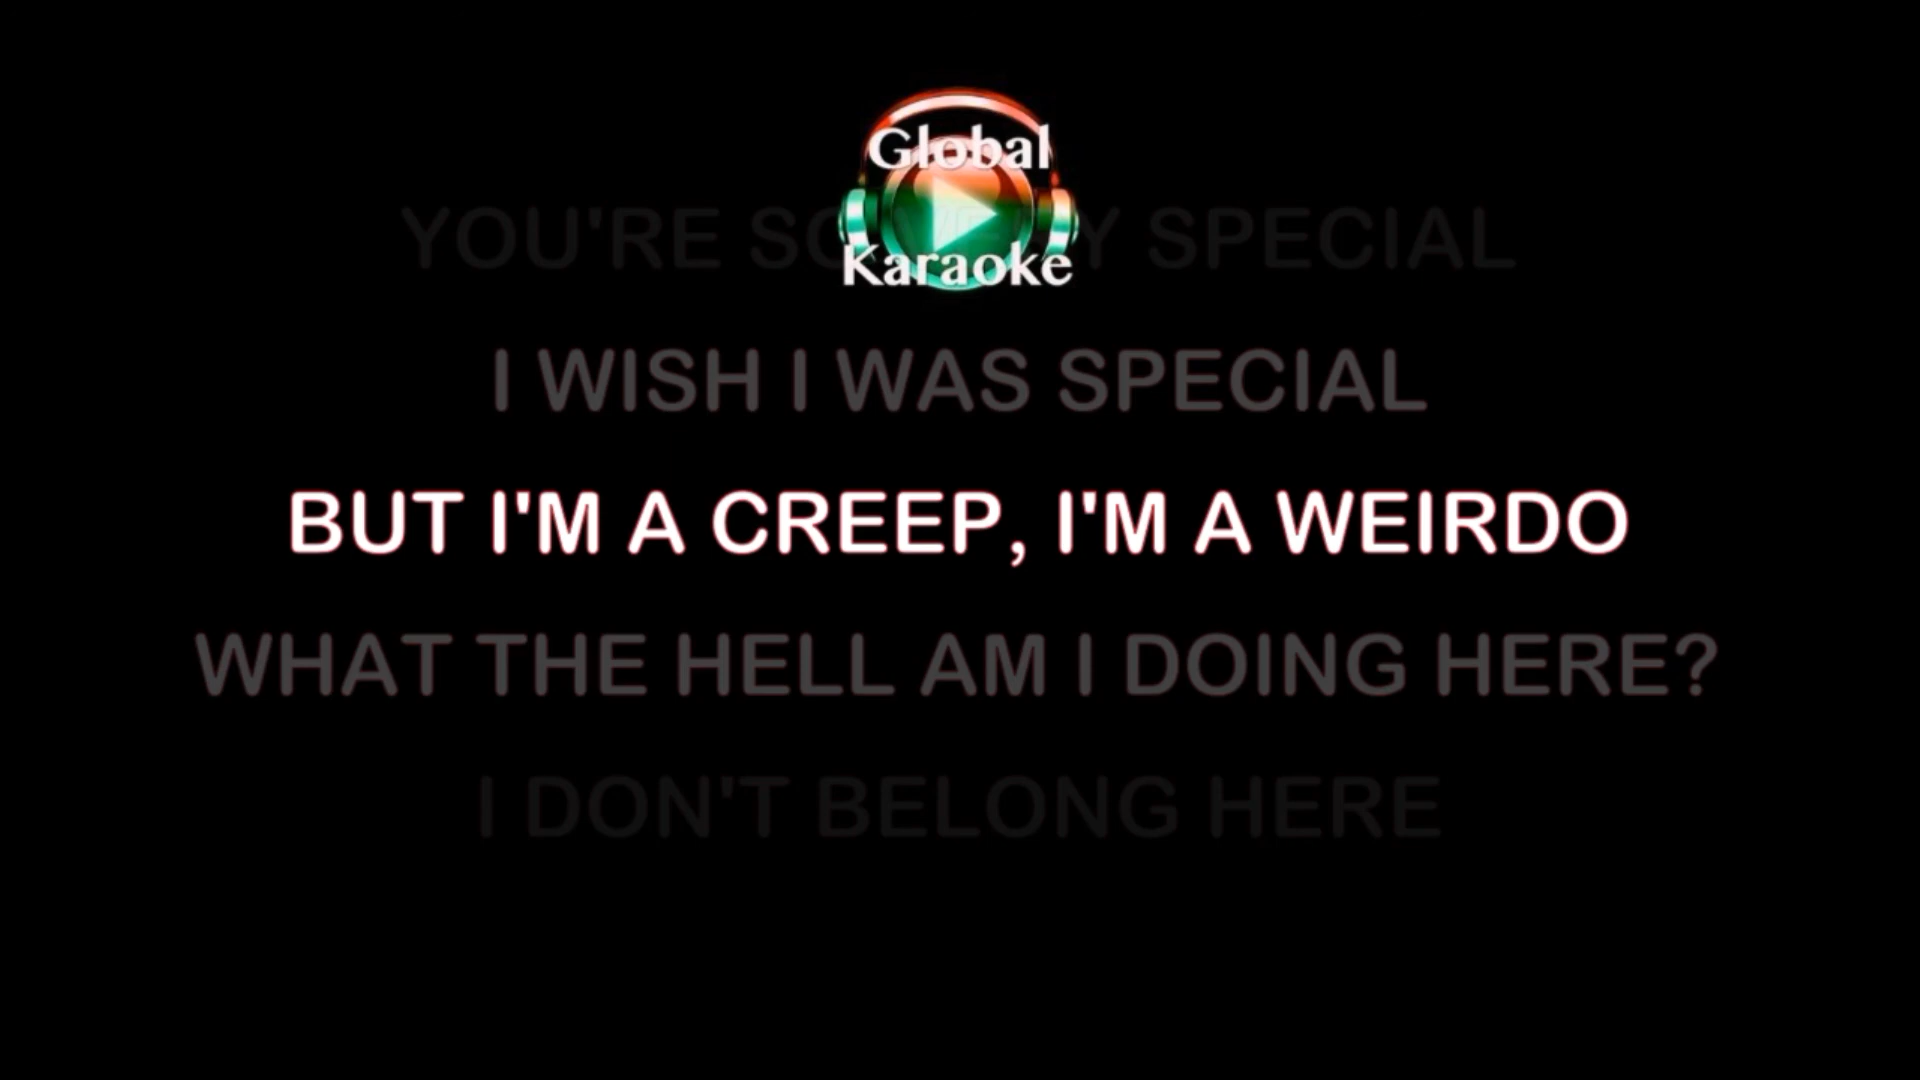 Global
Karaoke
YOU'RE SO VERY SPECIAL
I WISH I WAS SPECIAL
BUT I'M A CREEP, I'M A WEIRDO
WHAT THE HELL AM I DOING HERE?
I DON'T BELONG HERE